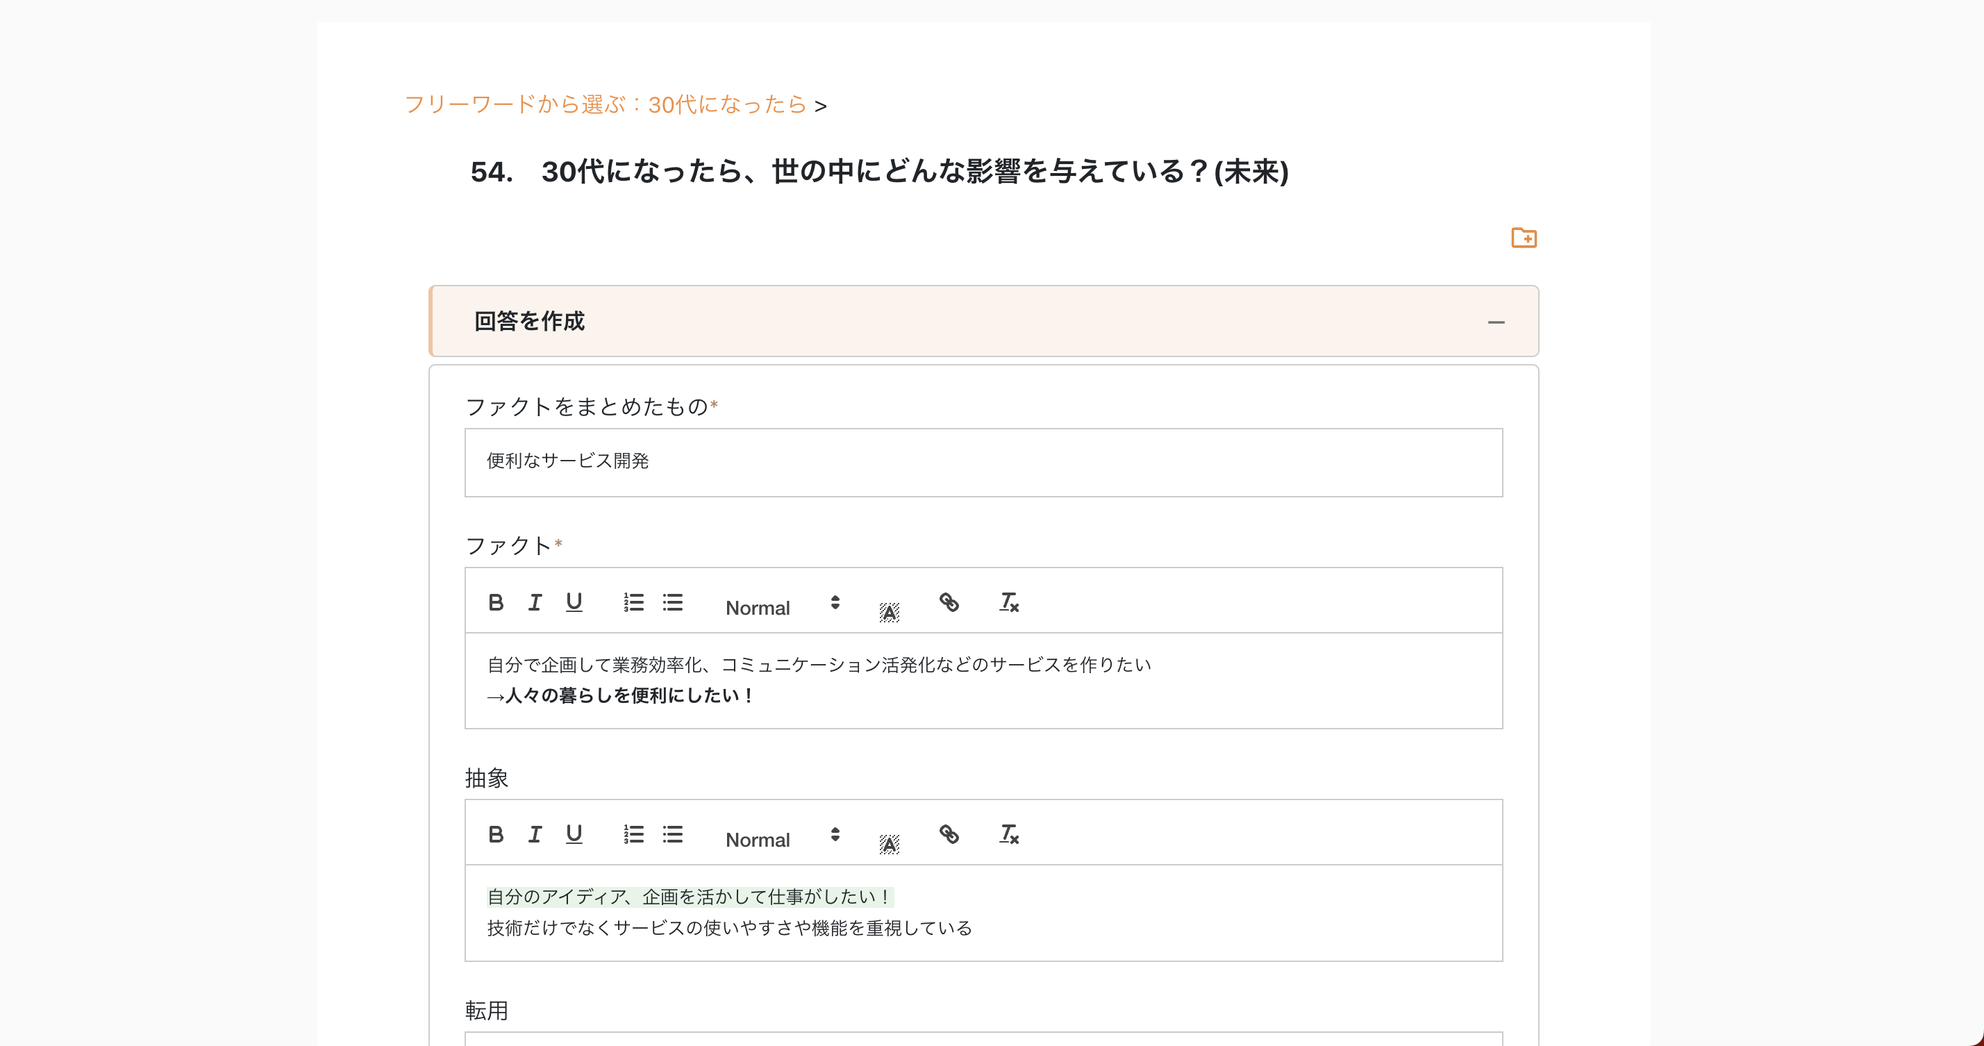 フリーワードから選ぶ：30代になったら >
54.　30代になったら、世の中にどんな影響を与えている？(未来)
回答を作成
ファクトをまとめたもの*
便利なサービス開発
ファクト*
B I U Normal A
自分で企画して業務効率化、コミュニケーション活発化などのサービスを作りたい
→人々の暮らしを便利にしたい！
抽象
B I U Normal A
自分のアイディア、企画を活かして仕事がしたい！
技術だけでなくサービスの使いやすさや機能を重視している
転用